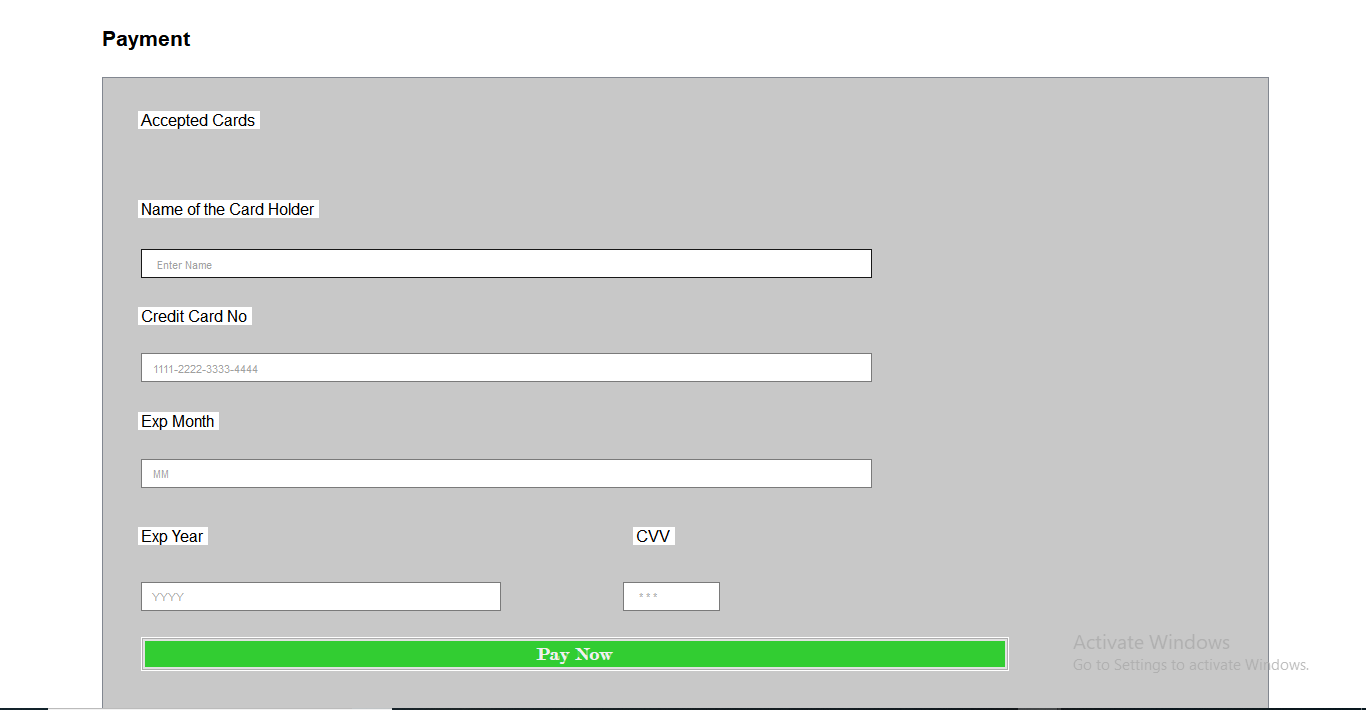 Payment
Accepted Cards
Name of the Card Holder
Enter Name
Credit Card No
1111-2222-3333-4444
Exp Month
MM
Exp Year
CVV
YYYY
***
Pay Now
Activate Windows
Go to Settings to activate Windows.